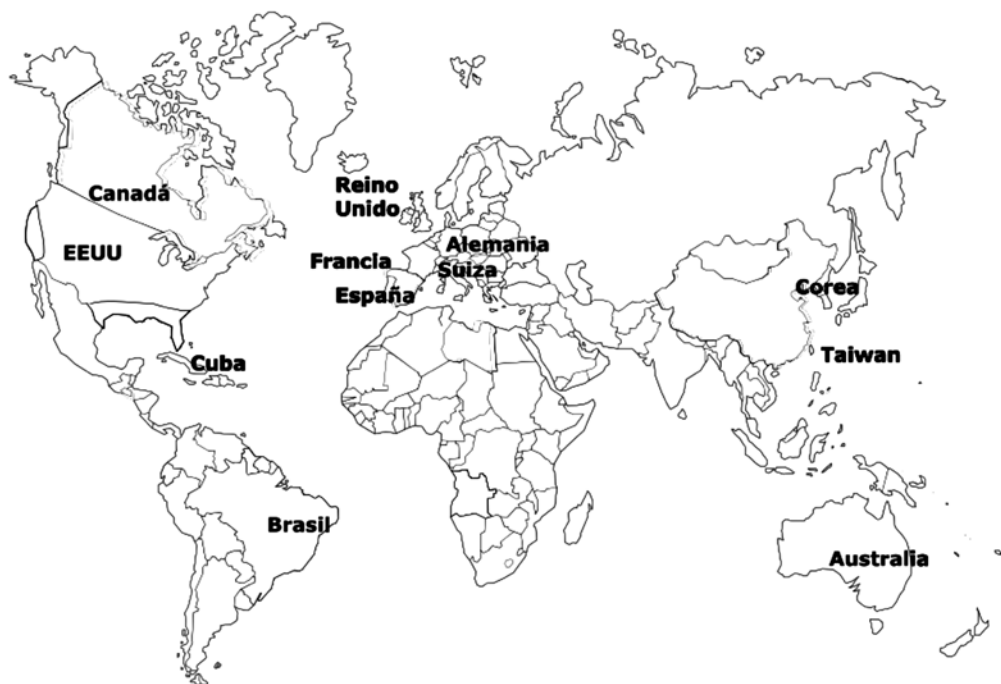 Canadá
Reino
Unido
EEUU
Alemania
Francia
Suiza
España
Corea
Cuba
Taiwan
Brasil
Australia